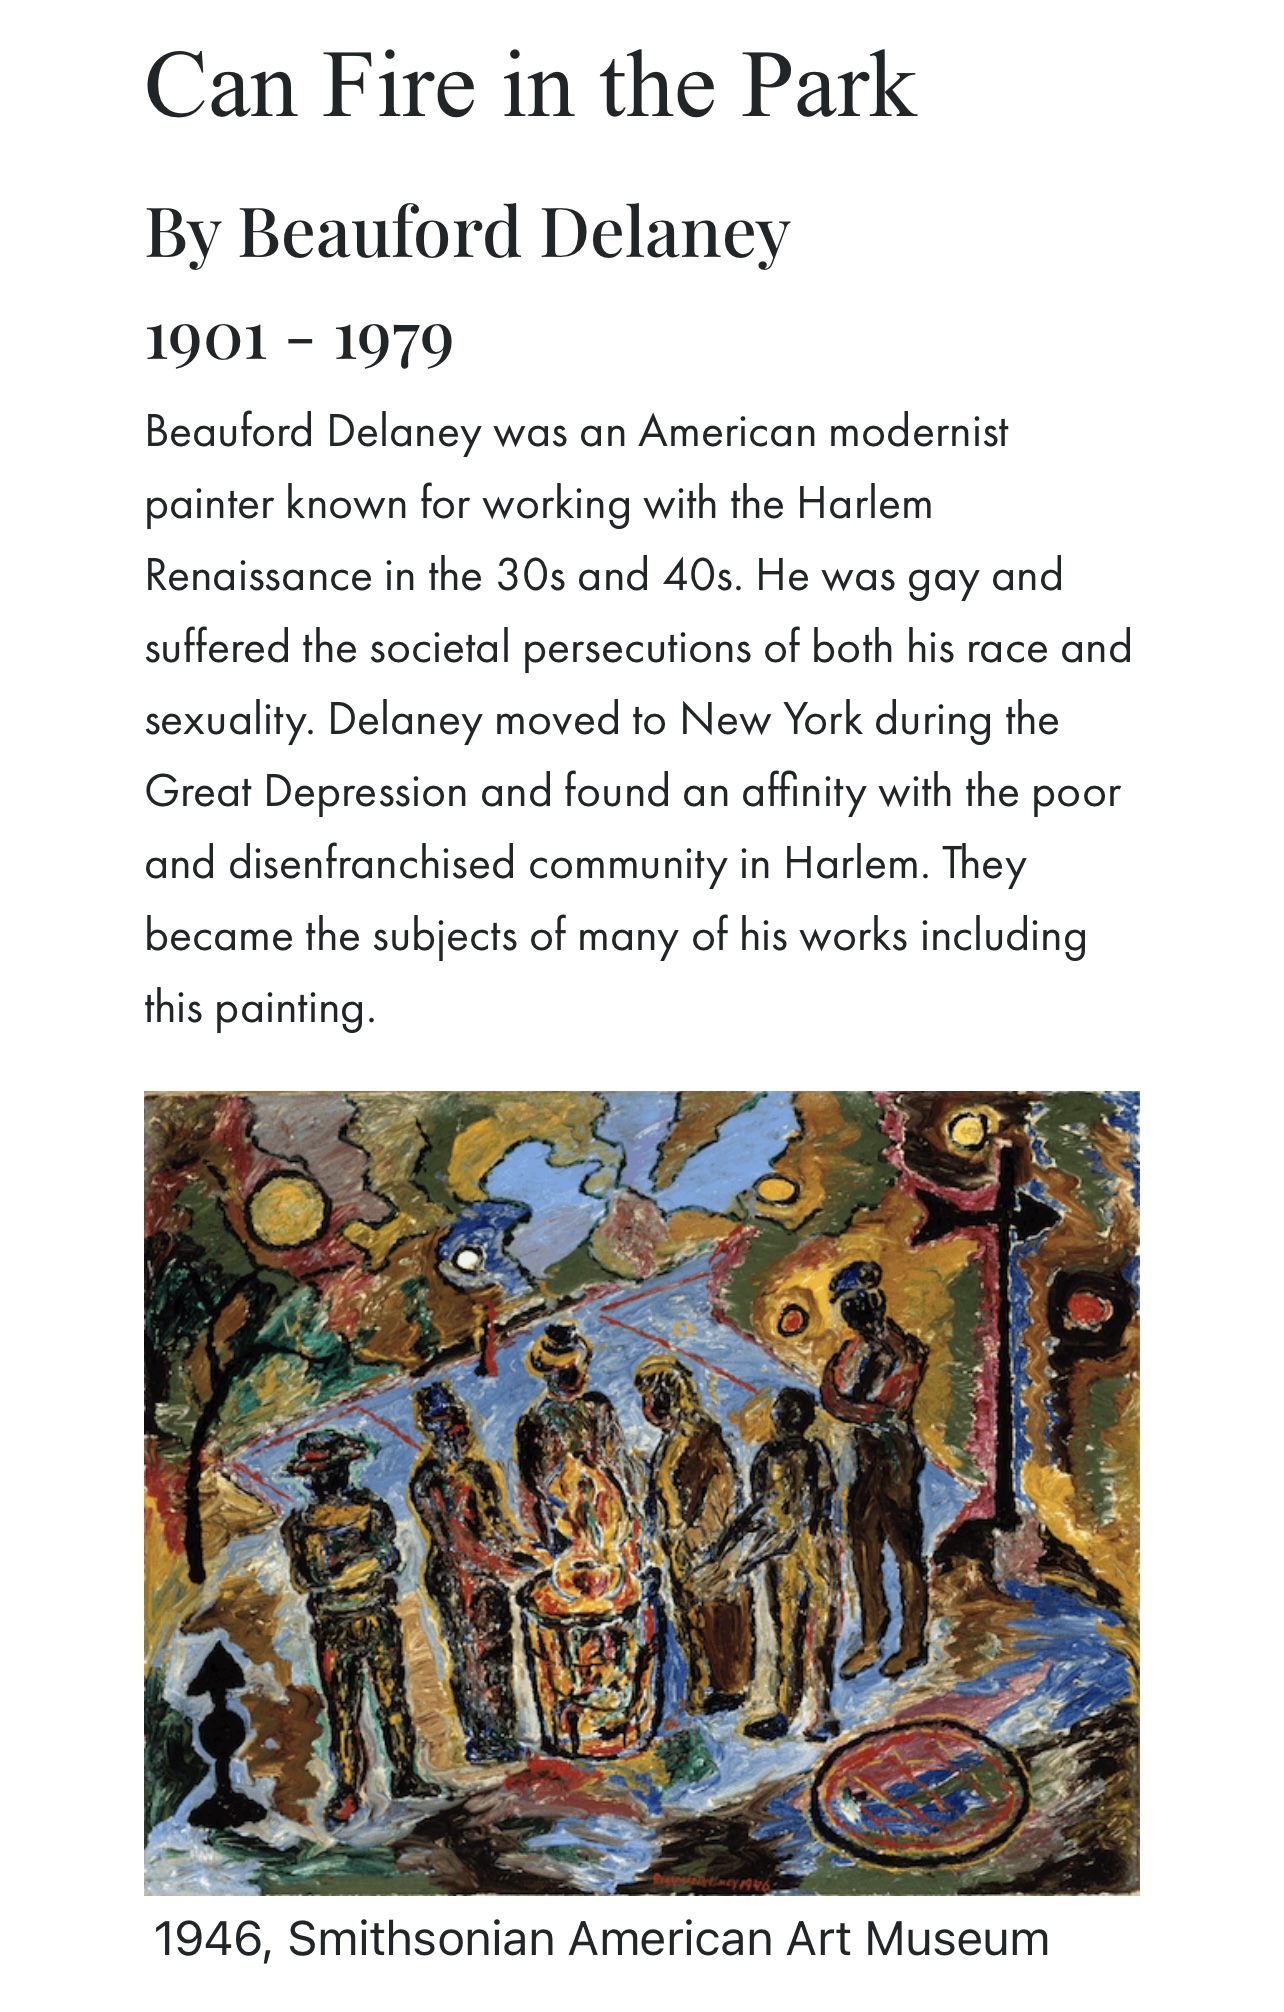 Can Fire in the Park
By Beauford Delaney
1901 – 1979
Beauford Delaney was an American modernist
painter known for working with the Harlem
Renaissance in the 30s and 40s. He was gay and
suffered the societal persecutions of both his race and
sexuality. Delaney moved to New York during the
Great Depression and found an affinity with the poor
and disenfranchised community in Harlem. They
became the subjects of many of his works including
this painting.
1946
1946, Smithsonian American Art Museum